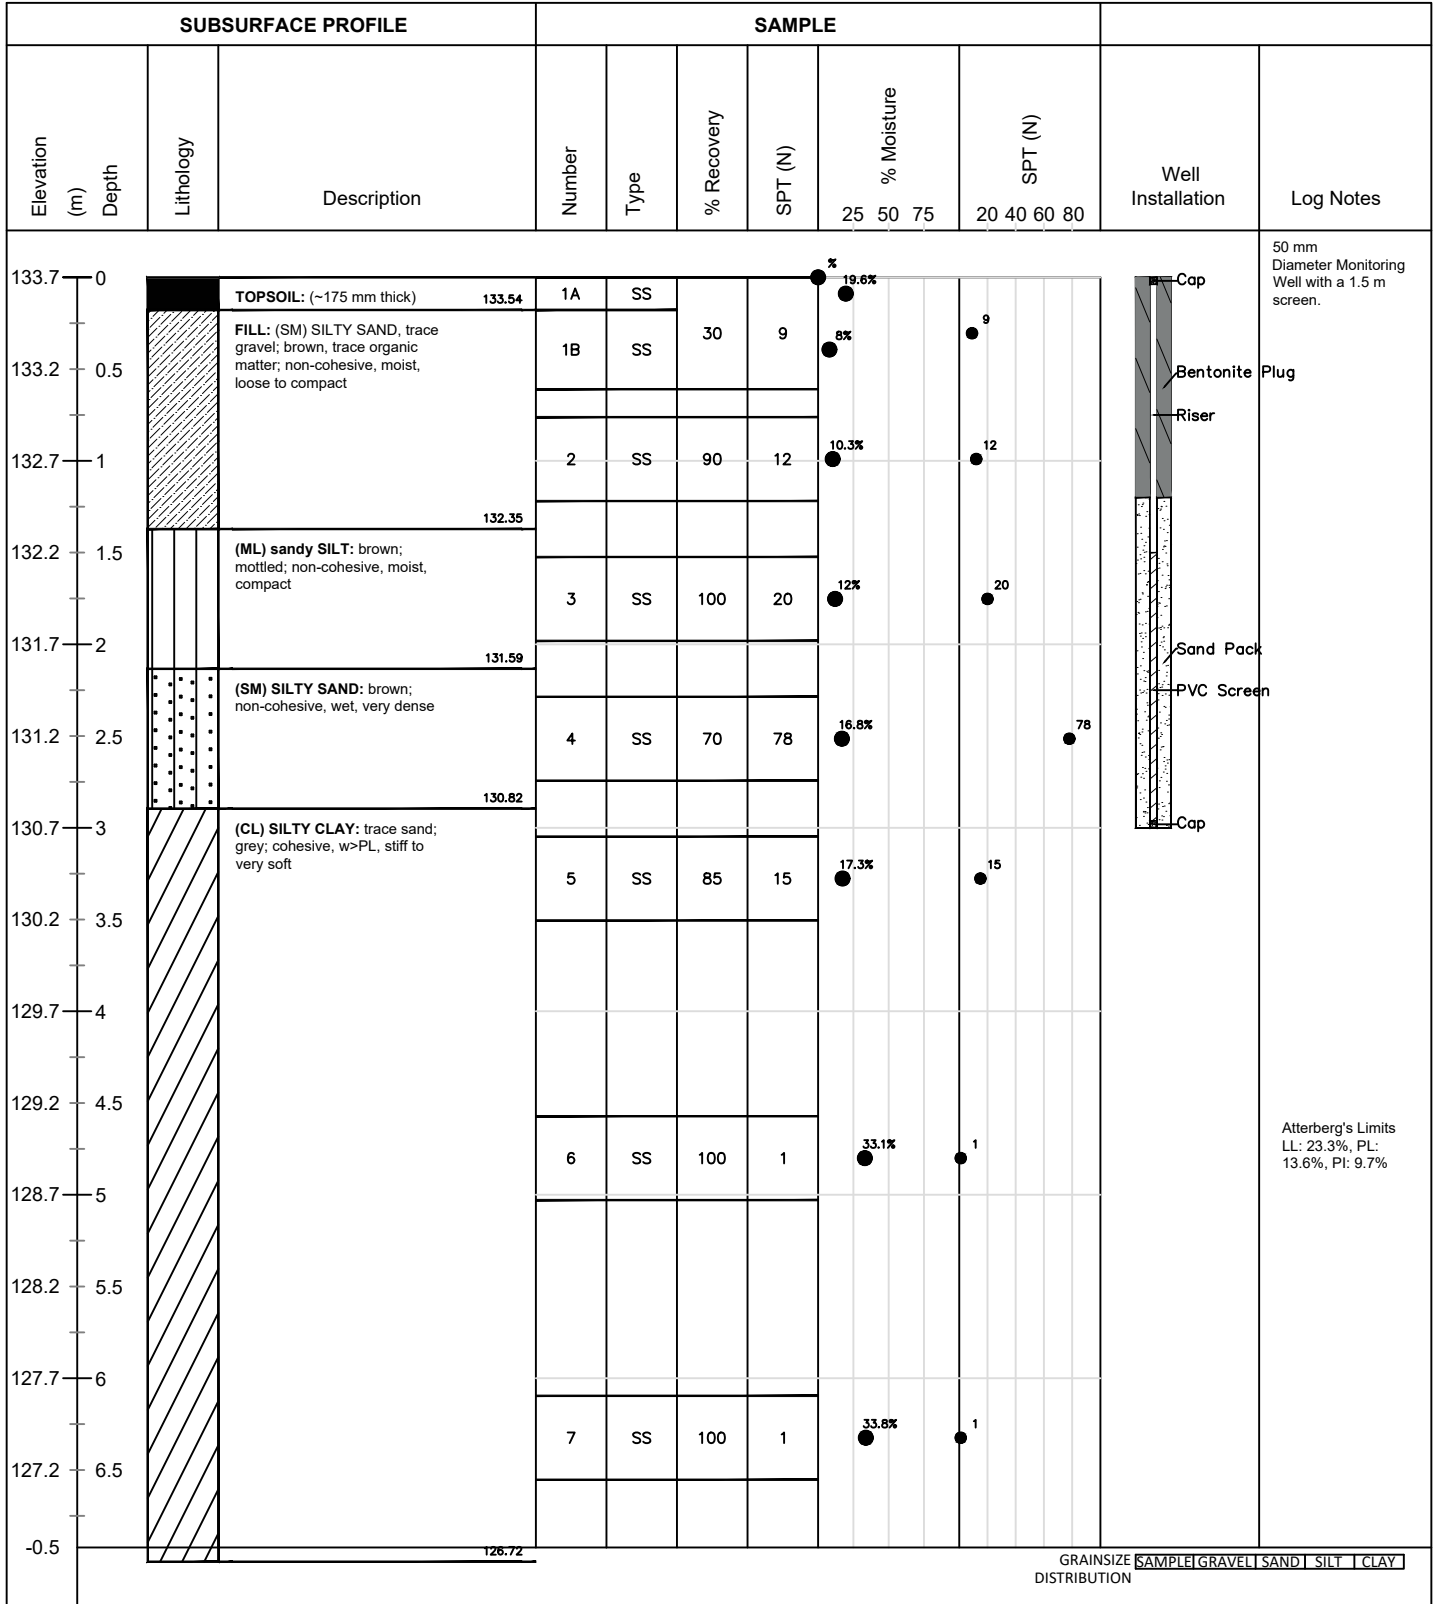 SUBSURFACE PROFILE
SAMPLE
Elevation
(m)
Depth
Lithology
Description
Number
Type
% Recovery
SPT (N)
% Moisture
25 50 75
SPT (N)
20 40 60 80
Well
Installation
Log Notes
50 mm
Diameter Monitoring
Well with a 1.5 m
screen.
133.7 0
%
Cap
TOPSOIL: (~175 mm thick) 133.54
1A SS
19.6%
FILL: (SM) SILTY SAND, trace
gravel; brown, trace organic
matter; non-cohesive, moist,
loose to compact
1B SS
30 9
8%
9
133.2 0.5
Bentonite Plug
Riser
132.7 1
2 SS 90 12
10.3%
12
132.35
132.2 1.5
(ML) sandy SILT: brown;
mottled; non-cohesive, moist,
compact
3 SS 100 20
12%
20
131.7 2
131.59
Sand Pack
PVC Screen
(SM) SILTY SAND: brown;
non-cohesive, wet, very dense
131.2 2.5
4 SS 70 78
16.8%
78
130.82
130.7 3
Cap
(CL) SILTY CLAY: trace sand;
grey; cohesive, w>PL, stiff to
very soft
5 SS 85 15
17.3%
15
130.2 3.5
129.7 4
129.2 4.5
6 SS 100 1
33.1%
1
Atterberg's Limits
LL: 23.3%, PL:
13.6%, PI: 9.7%
128.7 5
128.2 5.5
127.7 6
7 SS 100 1
33.8%
1
127.2 6.5
-0.5
126.72
GRAINSIZE
DISTRIBUTION
SAMPLE GRAVEL SAND SILT CLAY